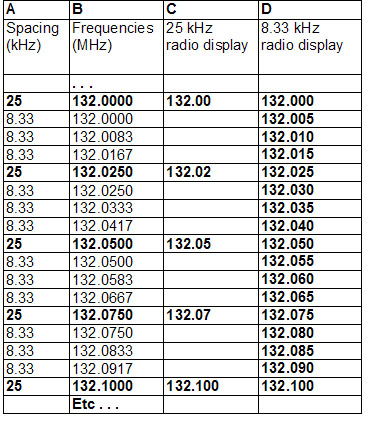 A B C D
Spacing (kHz) Frequencies (MHz) 25 kHz radio display 8.33 kHz radio display
. . .
25 132.0000 132.00 132.000
8.33 132.0000 132.005
8.33 132.0083 132.010
8.33 132.0167 132.015
25 132.0250 132.02 132.025
8.33 132.0250 132.030
8.33 132.0333 132.035
8.33 132.0417 132.040
25 132.0500 132.05 132.050
8.33 132.0500 132.055
8.33 132.0583 132.060
8.33 132.0667 132.065
25 132.0750 132.07 132.075
8.33 132.0750 132.080
8.33 132.0833 132.085
8.33 132.0917 132.090
25 132.1000 132.100 132.100
Etc . . .